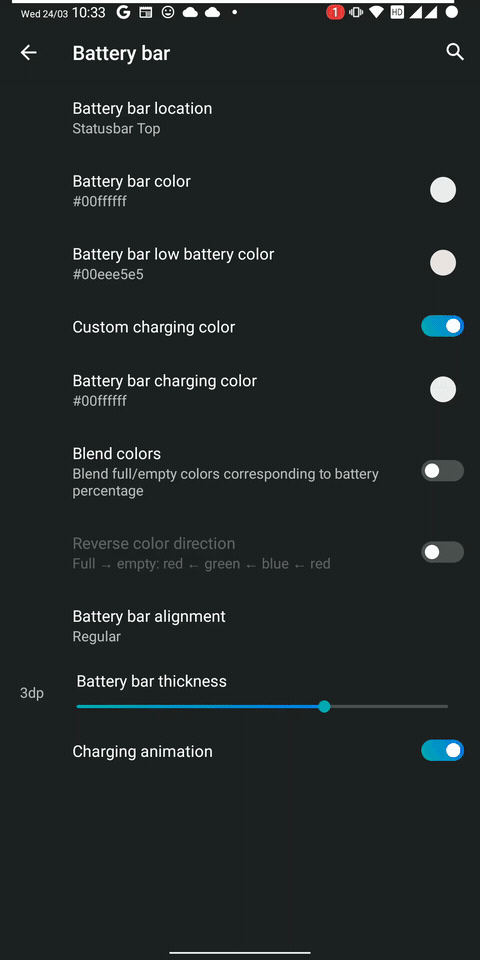 Wed 24/03 10:33 G 1 HD
Battery bar
Battery bar location
Statusbar Top
Battery bar color
#00ffffff
Battery bar low battery color
#00eee5e5
Custom charging color
Battery bar charging color
#00ffffff
Blend colors
Blend full/empty colors corresponding to battery
percentage
Reverse color direction
Full → empty: red ← green ← blue ← red
Battery bar alignment
Regular
Battery bar thickness
3dp
Charging animation